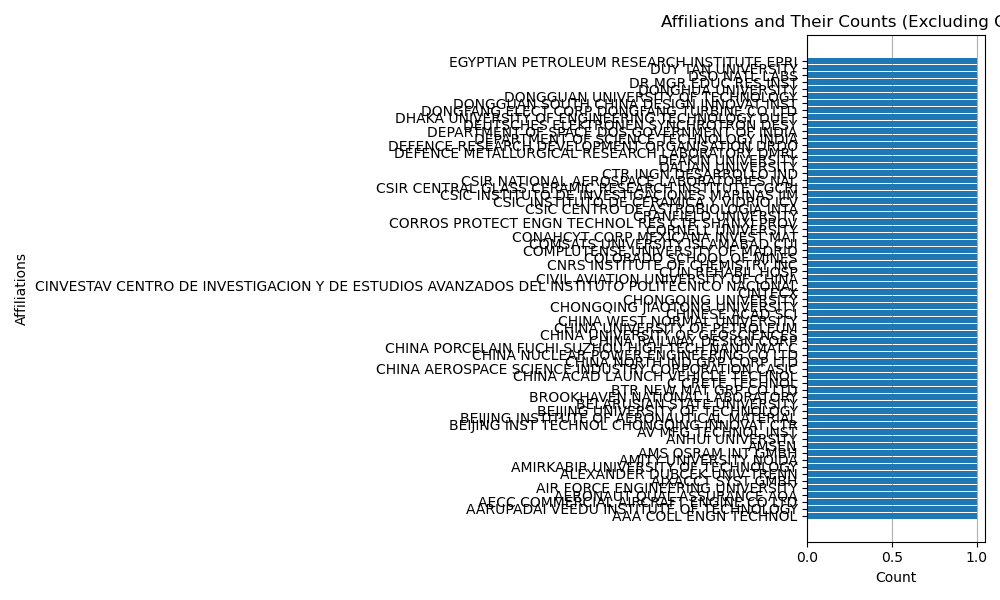 Affiliations and Their Counts (Excluding C
EGYPTIAN PETROLEUM RESEARCH INSTITUTE EPRI
DUY TAN UNIVERSITY
DSO NATL LABS
DR MGR EDUC RES INST
DONGHUA UNIVERSITY
DONGGUAN UNIVERSITY OF TECHNOLOGY
DONGGUAN SOUTH CHINA DESIGN INNOVAT INST
DONGFANG ELECT CORP DONGFANG TURBINE CO LTD
DHAKA UNIVERSITY OF ENGINEERING TECHNOLOGY DUET
DEUTSCHES ELEKTRONEN SYNCHROTRON DESY
DEPARTMENT OF SPACE DOS GOVERNMENT OF INDIA
DEPARTMENT OF SCIENCE TECHNOLOGY INDIA
DEFENCE RESEARCH DEVELOPMENT ORGANISATION DRDO
DEFENCE METALLURGICAL RESEARCH LABORATORY DMRL
DEAKIN UNIVERSITY
DALIAN UNIVERSITY
CTR INGN DESARROLLO IND
CSIR NATIONAL AEROSPACE LABORATORIES NAL
CSIR CENTRAL GLASS CERAMIC RESEARCH INSTITUTE CGCRI
CSIC INSTITUTO DE INVESTIGACIONES MARINAS IIM
CSIC INSTITUTO DE CERAMICA Y VIDRIO ICV
CSIC CENTRO DE ASTROBIOLOGIA INTA
CRANFIELD UNIVERSITY
CORROS PROTECT ENGN TECHNOL RES CTR SHANXI PROV
CORNELL UNIVERSITY
CONAHCYT CORP MEXICANA INVEST MAT
COMSATS UNIVERSITY ISLAMABAD CUI
COMPLUTENSE UNIVERSITY OF MADRID
COLORADO SCHOOL OF MINES
CNRS INSTITUTE OF CHEMISTRY INC
CLIN REHABIL HOSP
CIVIL AVIATION UNIVERSITY OF CHINA
CINVESTAV CENTRO DE INVESTIGACION Y DE ESTUDIOS AVANZADOS DEL INSTITUTO POLITECNICO NACIONAL
CINTECX
CHONGQING UNIVERSITY
CHONGQING JIAOTONG UNIVERSITY
CHINESE ACAD SCI
CHINA WEST NORMAL UNIVERSITY
CHINA UNIVERSITY OF PETROLEUM
CHINA UNIVERSITY OF GEOSCIENCES
CHINA RAILWAY DESIGN CORP
CHINA PORCELAIN FUCHI SUZHOU HIGH TECH NANO MAT C
CHINA NUCLEAR POWER ENGINEERING CO LTD
CHINA NORTH IND GRP CORP LTD
CHINA AEROSPACE SCIENCE INDUSTRY CORPORATION CASIC
CHINA ACAD LAUNCH VEHICLE TECHNOL
C CRETE TECHNOL
BTR NEW MAT GRP CO LTD
BROOKHAVEN NATIONAL LABORATORY
BELARUSIAN STATE UNIVERSITY
BEIJING UNIVERSITY OF TECHNOLOGY
BEIJING INSTITUTE OF AERONAUTICAL MATERIAL
BEIJING INST TECHNOL CHONGQING INNOVAT CTR
AV MFG TECHNOL INST
ANHUI UNIVERSITY
AMSEN
AMS OSRAM INT GMBH
AMITY UNIVERSITY NOIDA
AMIRKABIR UNIVERSITY OF TECHNOLOGY
ALEXANDER DUBCEK UNIV TRENN
AIXACCT SYST GMBH
AIR FORCE ENGINEERING UNIVERSITY
AERONAUT QUAL ASSURANCE AQA
AECC COMMERCIAL AIRCRAFT ENGINE CO LTD
AARUPADAI VEEDU INSTITUTE OF TECHNOLOGY
AAA COLL ENGN TECHNOL
Affiliations
0.0 0.5 1.0
Count